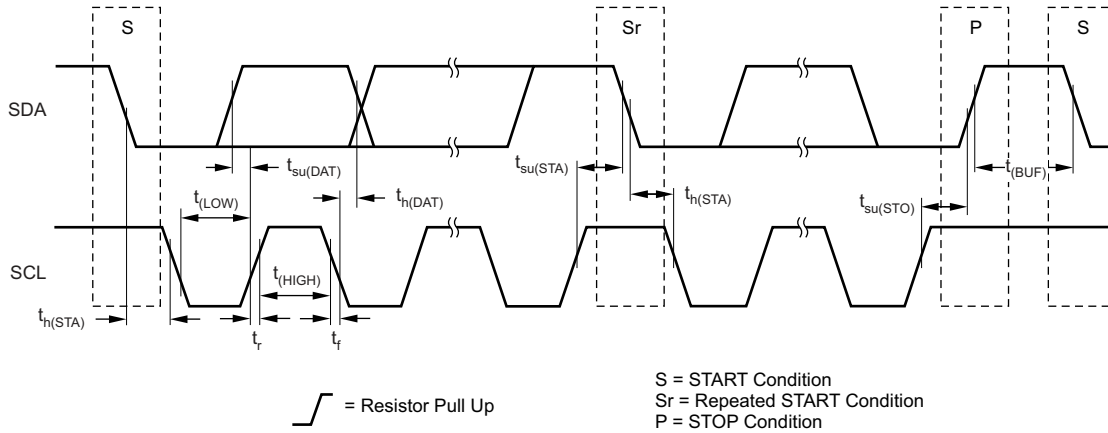 S
Sr
P
S
SDA
tsu(DAT)
tsu(STA)
t(BUF)
t(LOW)
th(DAT)
th(STA)
tsu(STO)
SCL
t(HIGH)
th(STA)
tr
tf
= Resistor Pull Up
S = START Condition
Sr = Repeated START Condition
P = STOP Condition